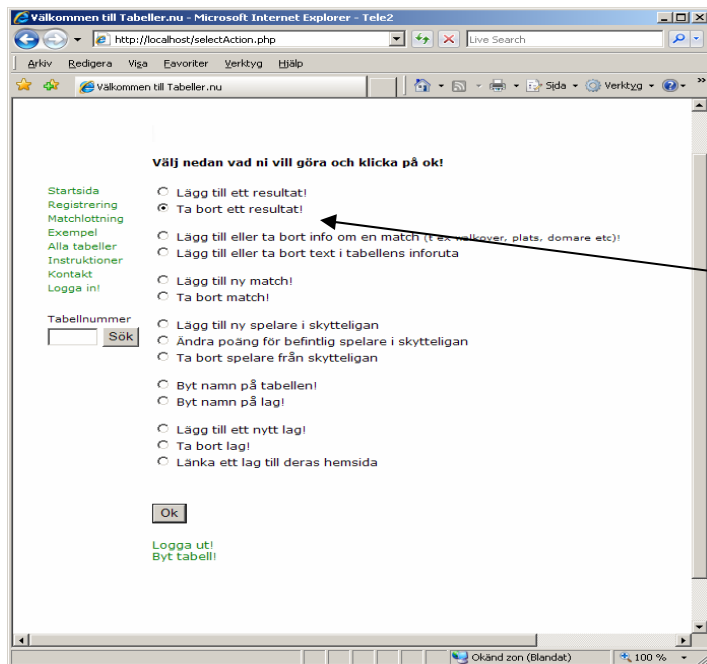 Välkommen till Tabeller.nu - Microsoft Internet Explorer - Tele2
http://localhost/selectAction.php
Live Search
Arkiv Redigera Visa Favoriter Verktyg Hjälp
Välkommen till Tabeller.nu
Sida Verktyg
Välj nedan vad ni vill göra och klicka på ok!
Startsida
Registrering
Matchlottning
Exempel
Alla tabeller
Instruktioner
Kontakt
Logga in!
Tabellnummer
Sök
Lägg till ett resultat!
Ta bort ett resultat!
Lägg till eller ta bort info om en match (t ex walkover, plats, domare etc)!
Lägg till eller ta bort text i tabellens inforuta
Lägg till ny match!
Ta bort match!
Lägg till ny spelare i skytteligan
Ändra poäng för befintlig spelare i skytteligan
Ta bort spelare från skytteligan
Byt namn på tabellen!
Byt namn på lag!
Lägg till ett nytt lag!
Ta bort lag!
Länka ett lag till deras hemsida
Ok
Logga ut!
Byt tabell!
Okänd zon (Blandat) 100 %